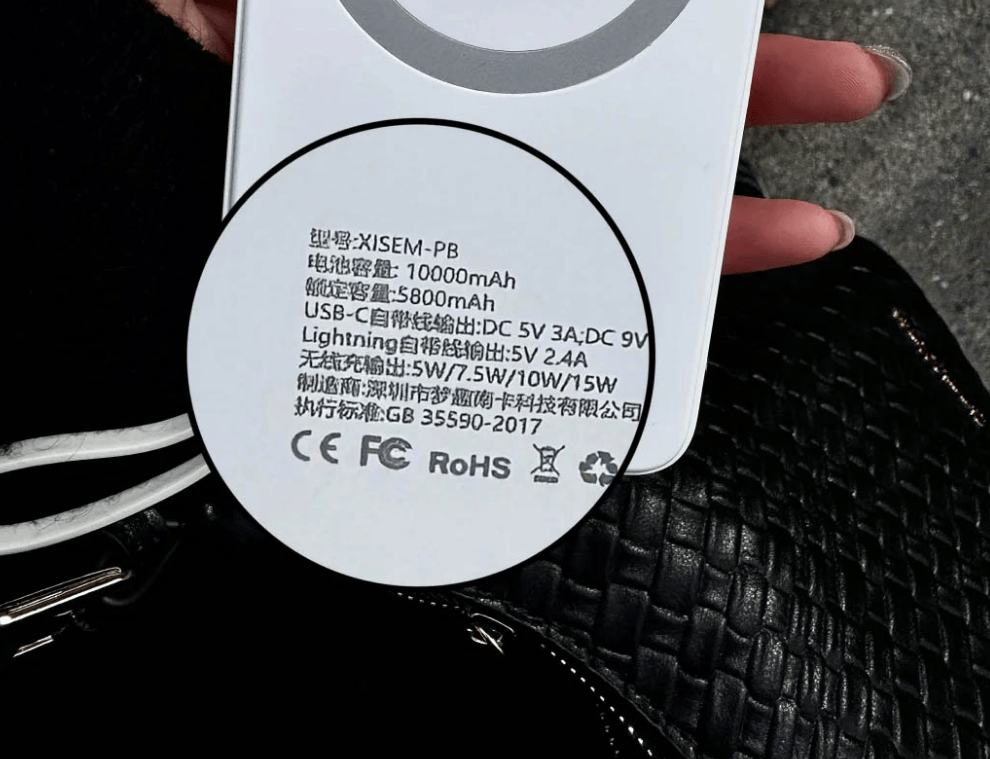 型号:XISEM-PB
电池容量: 10000mAh
额定容量:5800mAh
USB-C自带线输出:DC 5V 3A;DC 9V
Lightning自带线输出:5V 2.4A
无线充输出:5W/7.5W/10W/15W
制造商:深圳市梦趣南卡科技有限公司
执行标准:GB 35590-2017
CE FC RoHS